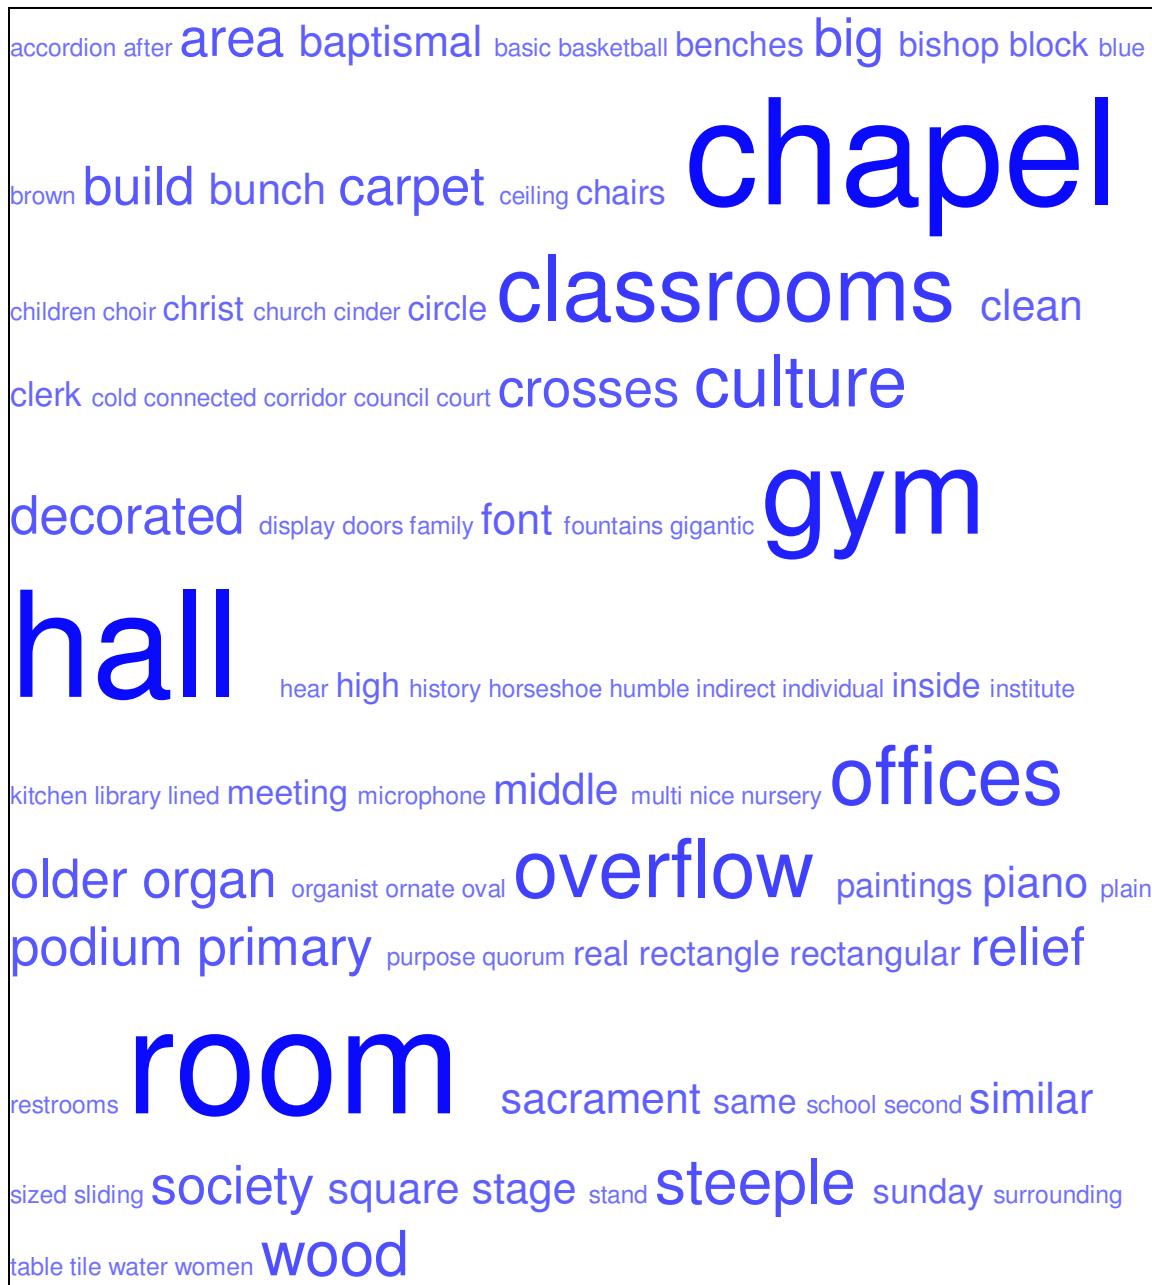 accordion after area baptismal basic basketball benches big bishop block blue
brown build bunch carpet ceiling chairs chapel
children choir christ church cinder circle classrooms clean
clerk cold connected corridor council court crosses culture
decorated display doors family font fountains gigantic gym
hall hear high history horseshoe humble indirect individual inside institute
kitchen library lined meeting microphone middle multi nice nursery offices
older organ organist ornate oval overflow paintings piano plain
podium primary purpose quorum real rectangle rectangular relief
restrooms room sacrament same school second similar
sized sliding society square stage stand steeple sunday surrounding
table tile water women wood